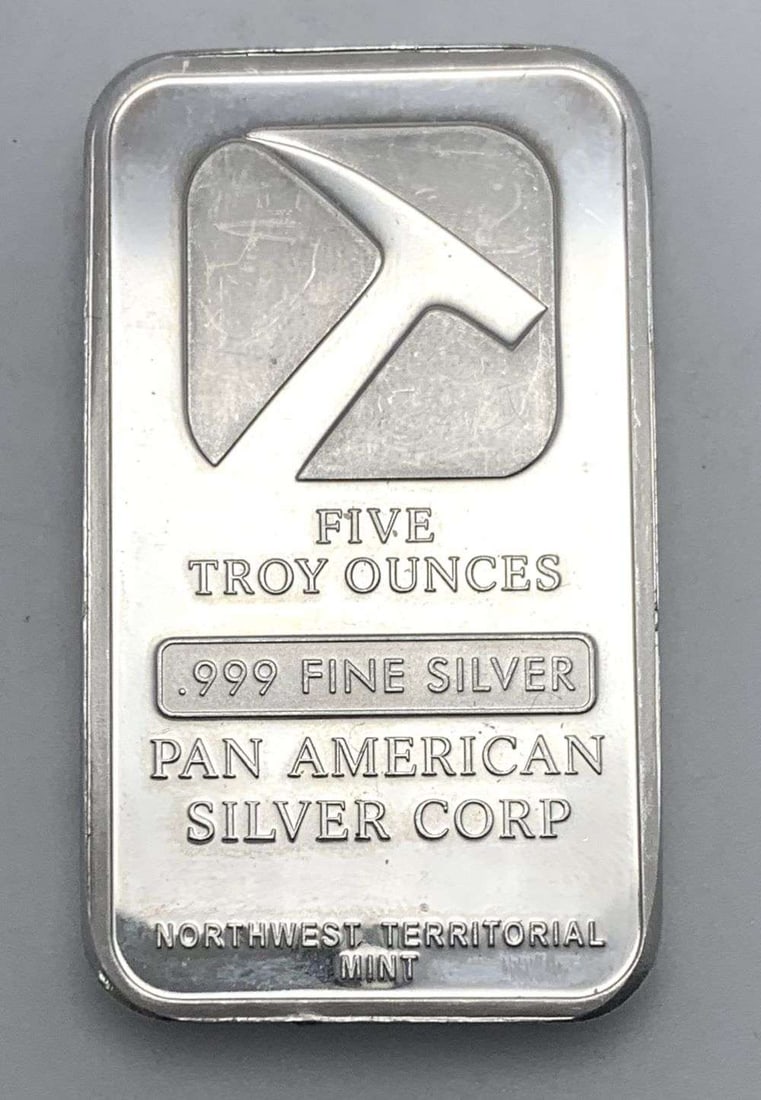 FIVE
TROY OUNCES
.999 FINE SILVER
PAN AMERICAN
SILVER CORP
NORTHWEST TERRITORIAL
MINT